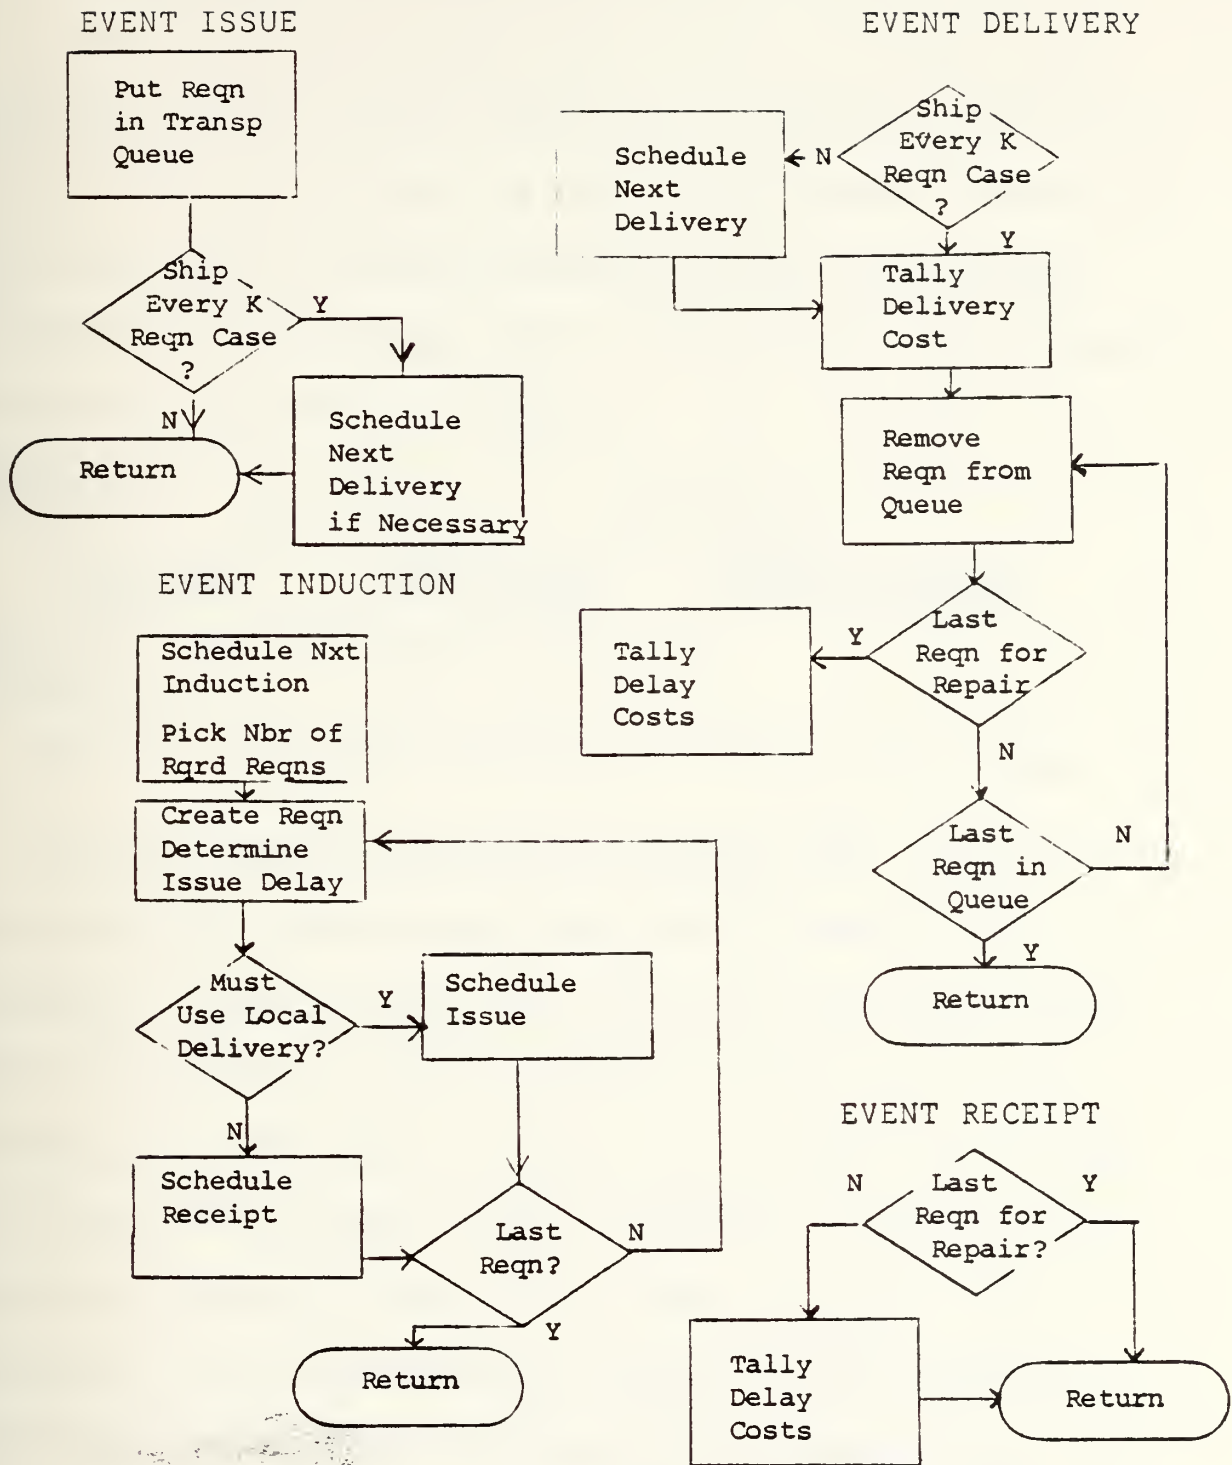 EVENT ISSUE
Put Reqn
in Transp
Queue
Ship
Every K
Reqn Case
?
Y
N
Return
Schedule
Next
Delivery
if Necessary
EVENT DELIVERY
Ship
Every K
Reqn Case
?
N
Y
Schedule
Next
Delivery
Tally
Delivery
Cost
Remove
Reqn from
Queue
Last
Reqn for
Repair
Y
N
Tally
Delay
Costs
Last
Reqn in
Queue
N
Y
Return
EVENT INDUCTION
Schedule Nxt
Induction
Pick Nbr of
Rqrd Reqns
Create Reqn
Determine
Issue Delay
Must
Use Local
Delivery?
Y
N
Schedule
Issue
Schedule
Receipt
Last
Reqn?
N
Y
Return
EVENT RECEIPT
Last
Reqn for
Repair?
N
Y
Tally
Delay
Costs
Return